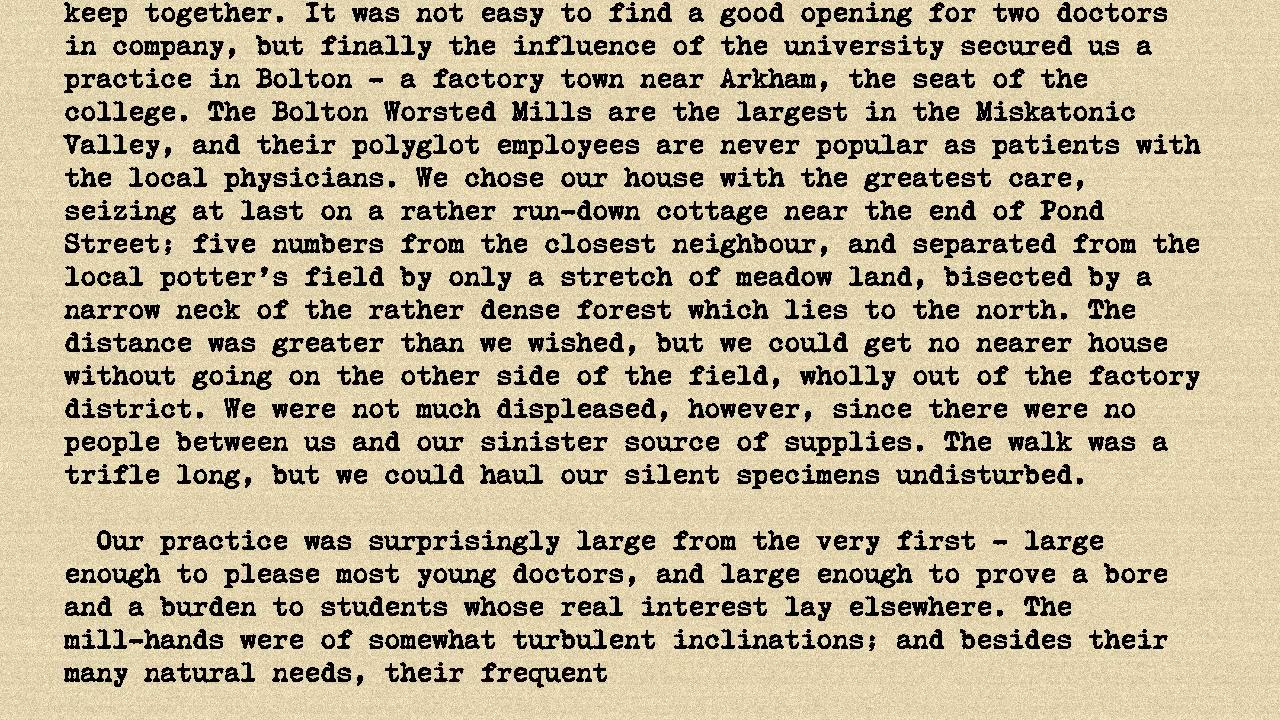 keep together. It was not easy to find a good opening for two doctors
in company, but finally the influence of the university secured us a
practice in Bolton – a factory town near Arkham, the seat of the
college. The Bolton Worsted Mills are the largest in the Miskatonic
Valley, and their polyglot employees are never popular as patients with
the local physicians. We chose our house with the greatest care,
seizing at last on a rather run-down cottage near the end of Pond
Street; five numbers from the closest neighbour, and separated from the
local potter's field by only a stretch of meadow land, bisected by a
narrow neck of the rather dense forest which lies to the north. The
distance was greater than we wished, but we could get no nearer house
without going on the other side of the field, wholly out of the factory
district. We were not much displeased, however, since there were no
people between us and our sinister source of supplies. The walk was a
trifle long, but we could haul our silent specimens undisturbed.
Our practice was surprisingly large from the very first – large
enough to please most young doctors, and large enough to prove a bore
and a burden to students whose real interest lay elsewhere. The
mill-hands were of somewhat turbulent inclinations; and besides their
many natural needs, their frequent